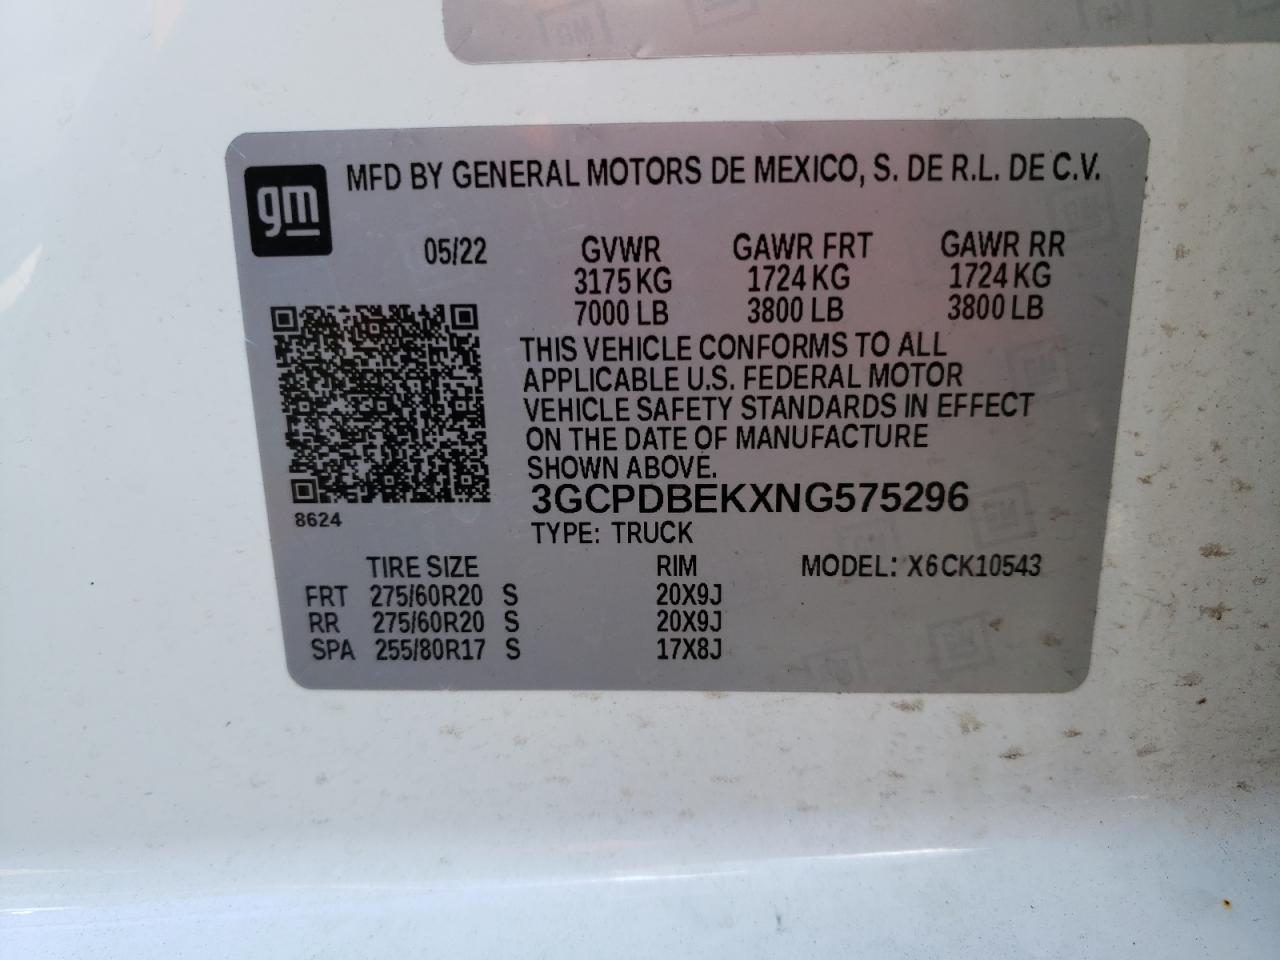 gm
MFD BY GENERAL MOTORS DE MEXICO, S. DE R.L. DE C.V.
05/22 GVWR GAWR FRT GAWR RR
3175 KG 1724 KG 1724 KG
7000 LB 3800 LB 3800 LB
THIS VEHICLE CONFORMS TO ALL
APPLICABLE U.S. FEDERAL MOTOR
VEHICLE SAFETY STANDARDS IN EFFECT
ON THE DATE OF MANUFACTURE
SHOWN ABOVE.
3GCPDBEKXNG575296
8624
TYPE: TRUCK
TIRE SIZE RIM MODEL: X6CK10543
FRT 275/60R20 S 20X9J
RR 275/60R20 S 20X9J
SPA 255/80R17 S 17X8J